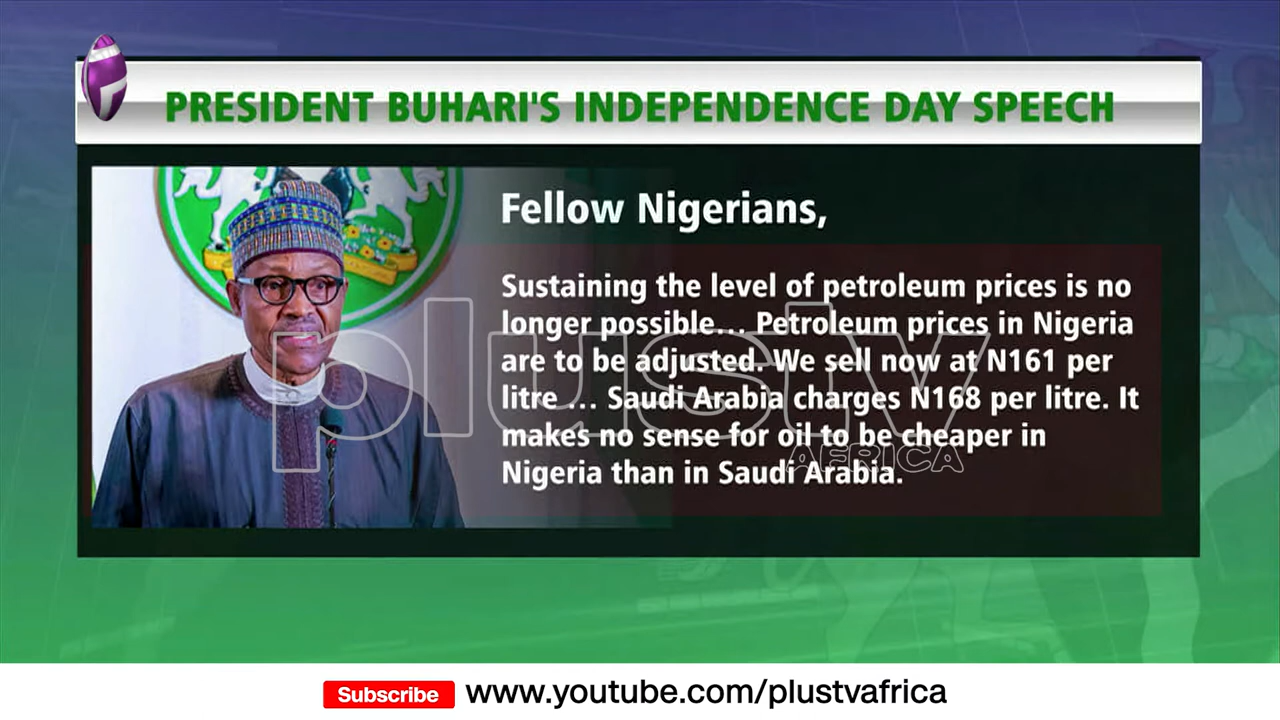 PRESIDENT BUHARI'S INDEPENDENCE DAY SPEECH
Fellow Nigerians,
Sustaining the level of petroleum prices is no
longer possible... Petroleum prices in Nigeria
are to be adjusted. We sell now at N161 per
litre ... Saudi Arabia charges N168 per litre. It
makes no sense for oil to be cheaper in
Nigeria than in Saudi Arabia.
plustv
AFRICA
Subscribe www.youtube.com/plustvafrica